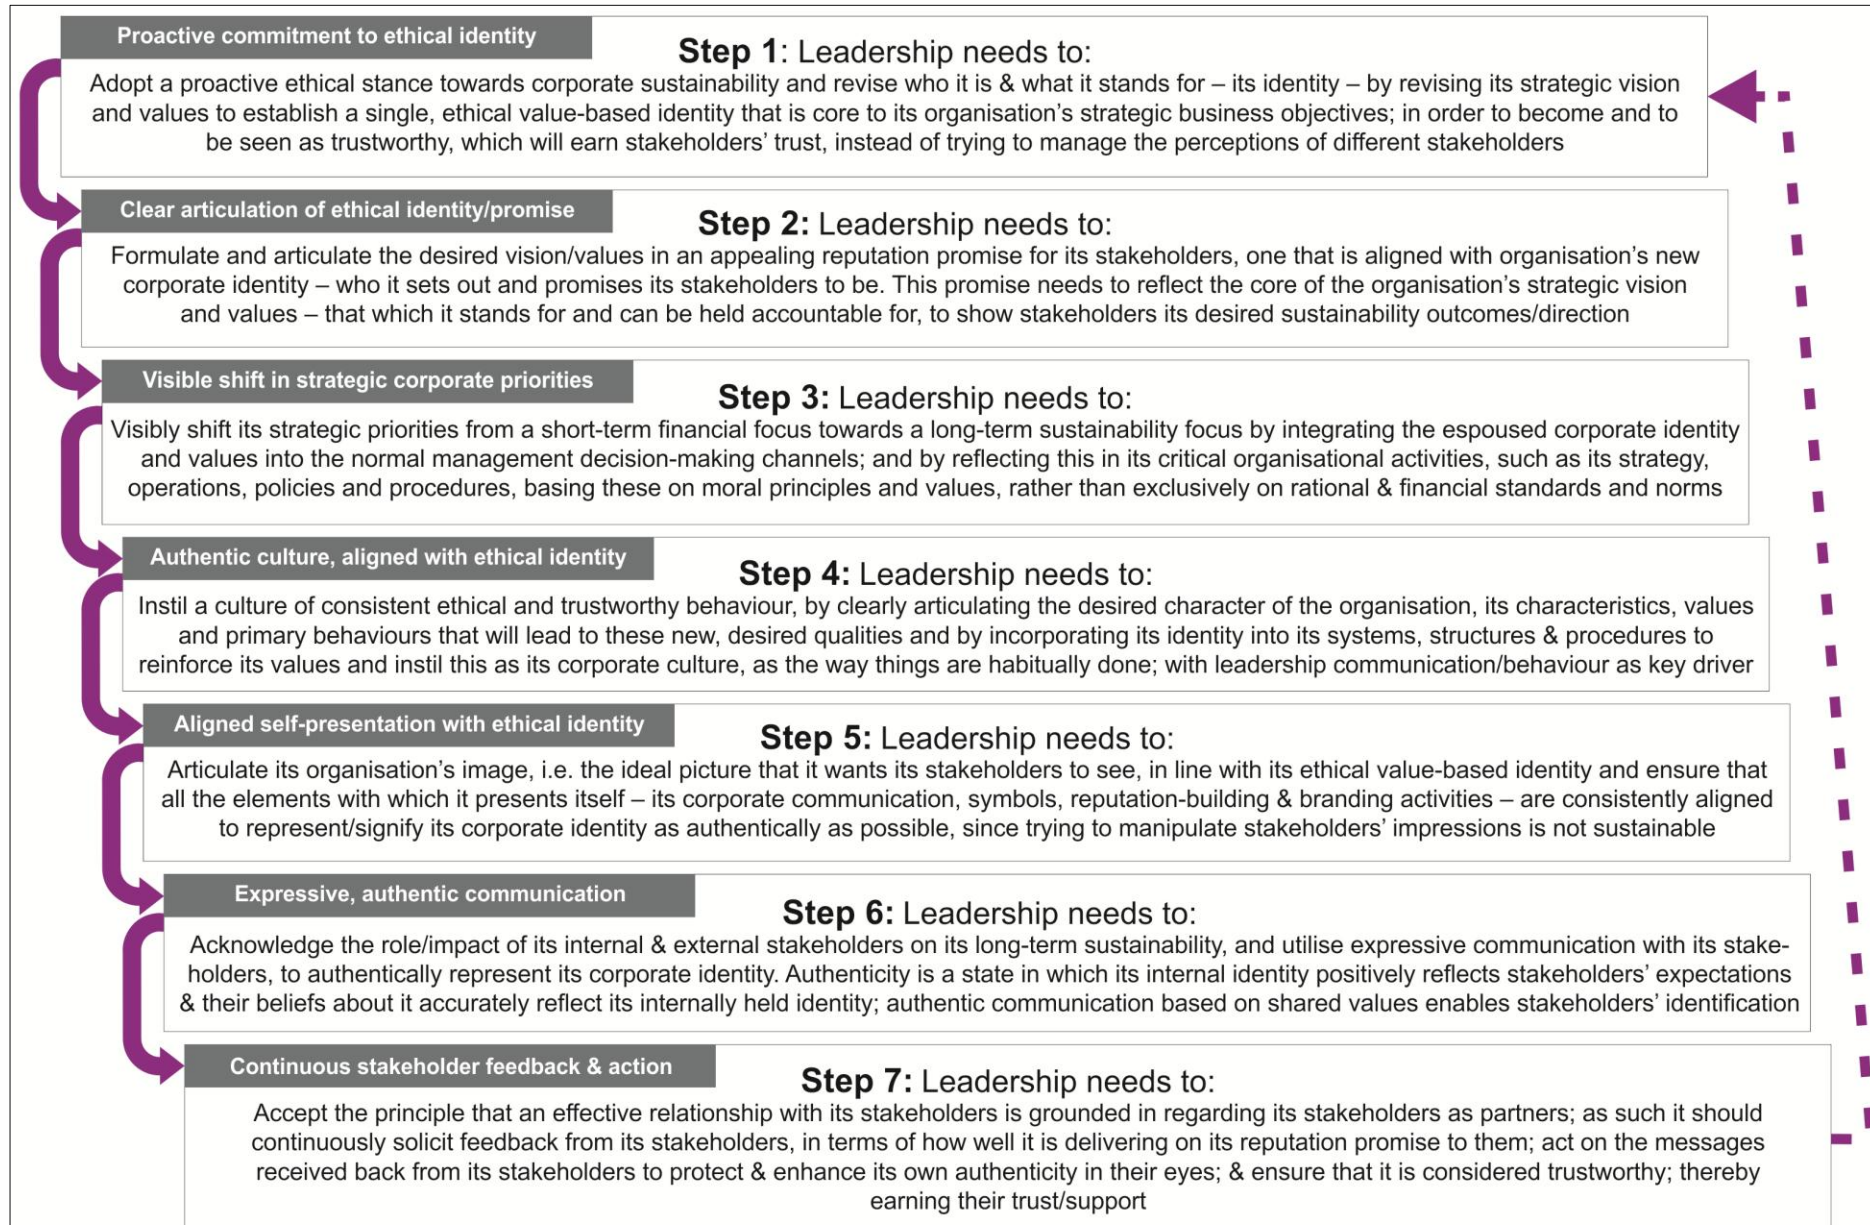 Proactive commitment to ethical identity
Step 1: Leadership needs to:
Adopt a proactive ethical stance towards corporate sustainability and revise who it is & what it stands for – its identity – by revising its strategic vision
and values to establish a single, ethical value-based identity that is core to its organisation’s strategic business objectives; in order to become and to
be seen as trustworthy, which will earn stakeholders’ trust, instead of trying to manage the perceptions of different stakeholders
Clear articulation of ethical identity/promise
Step 2: Leadership needs to:
Formulate and articulate the desired vision/values in an appealing reputation promise for its stakeholders, one that is aligned with organisation’s new
corporate identity – who it sets out and promises its stakeholders to be. This promise needs to reflect the core of the organisation’s strategic vision
and values – that which it stands for and can be held accountable for, to show stakeholders its desired sustainability outcomes/direction
Visible shift in strategic corporate priorities
Step 3: Leadership needs to:
Visibly shift its strategic priorities from a short-term financial focus towards a long-term sustainability focus by integrating the espoused corporate identity
and values into the normal management decision-making channels; and by reflecting this in its critical organisational activities, such as its strategy,
operations, policies and procedures, basing these on moral principles and values, rather than exclusively on rational & financial standards and norms
Authentic culture, aligned with ethical identity
Step 4: Leadership needs to:
Instil a culture of consistent ethical and trustworthy behaviour, by clearly articulating the desired character of the organisation, its characteristics, values
and primary behaviours that will lead to these new, desired qualities and by incorporating its identity into its systems, structures & procedures to
reinforce its values and instil this as its corporate culture, as the way things are habitually done; with leadership communication/behaviour as key driver
Aligned self-presentation with ethical identity
Step 5: Leadership needs to:
Articulate its organisation’s image, i.e. the ideal picture that it wants its stakeholders to see, in line with its ethical value-based identity and ensure that
all the elements with which it presents itself – its corporate communication, symbols, reputation-building & branding activities – are consistently aligned
to represent/signify its corporate identity as authentically as possible, since trying to manipulate stakeholders’ impressions is not sustainable
Expressive, authentic communication
Step 6: Leadership needs to:
Acknowledge the role/impact of its internal & external stakeholders on its long-term sustainability, and utilise expressive communication with its stake-
holders, to authentically represent its corporate identity. Authenticity is a state in which its internal identity positively reflects stakeholders’ expectations
& their beliefs about it accurately reflect its internally held identity; authentic communication based on shared values enables stakeholders’ identification
Continuous stakeholder feedback & action
Step 7: Leadership needs to:
Accept the principle that an effective relationship with its stakeholders is grounded in regarding its stakeholders as partners; as such it should
continuously solicit feedback from its stakeholders, in terms of how well it is delivering on its reputation promise to them; act on the messages
received back from its stakeholders to protect & enhance its own authenticity in their eyes; & ensure that it is considered trustworthy; thereby
earning their trust/support